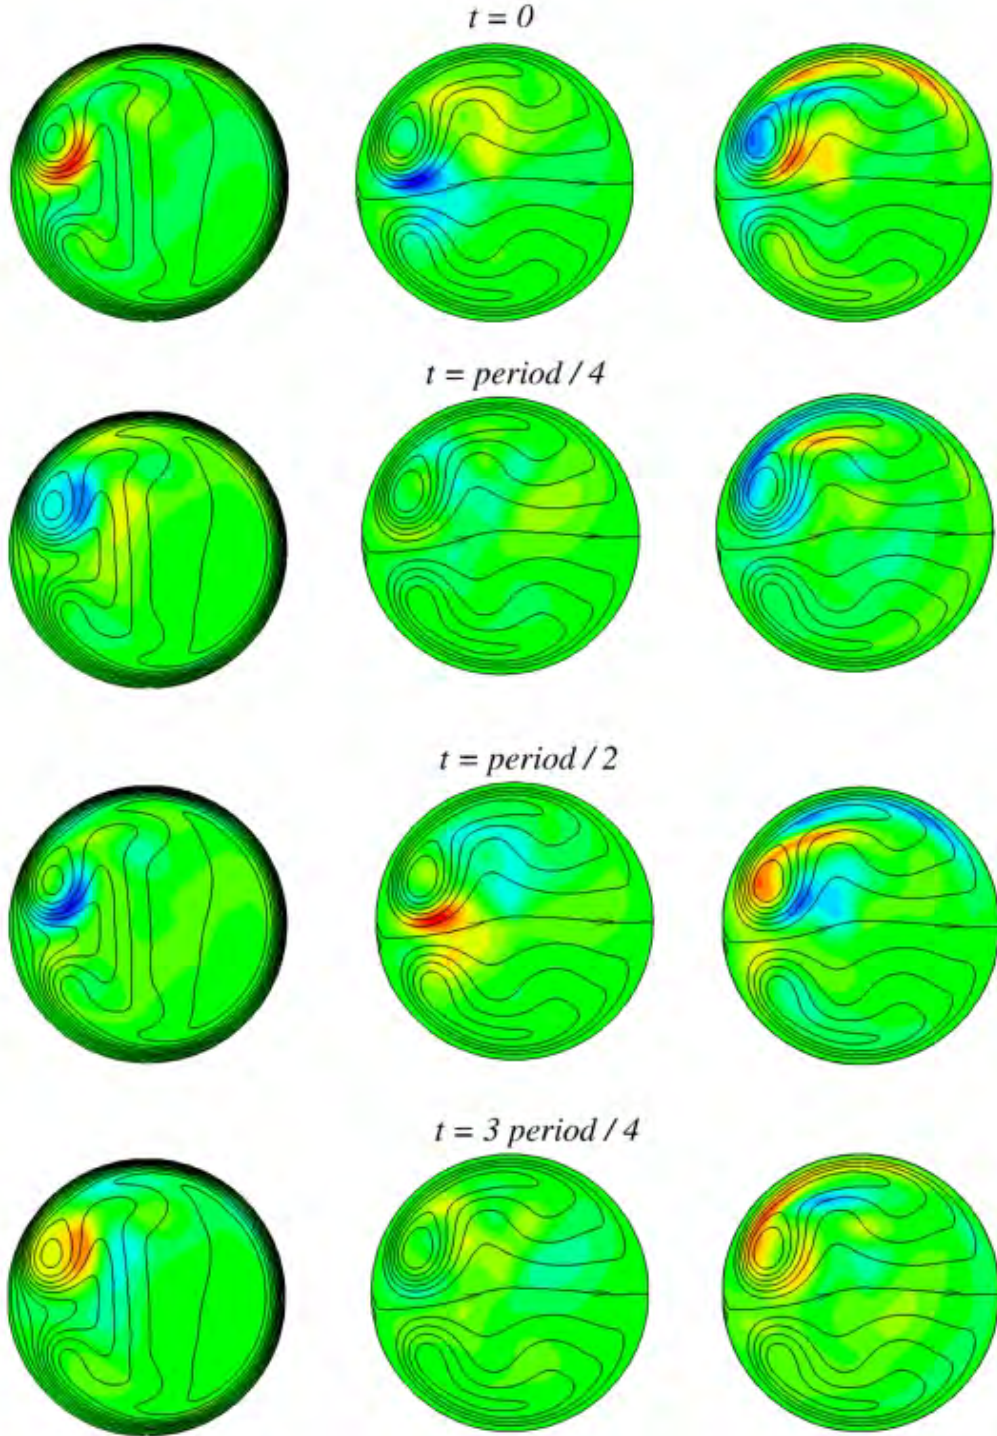 t = 0
t = period / 4
t = period / 2
t = 3 period / 4